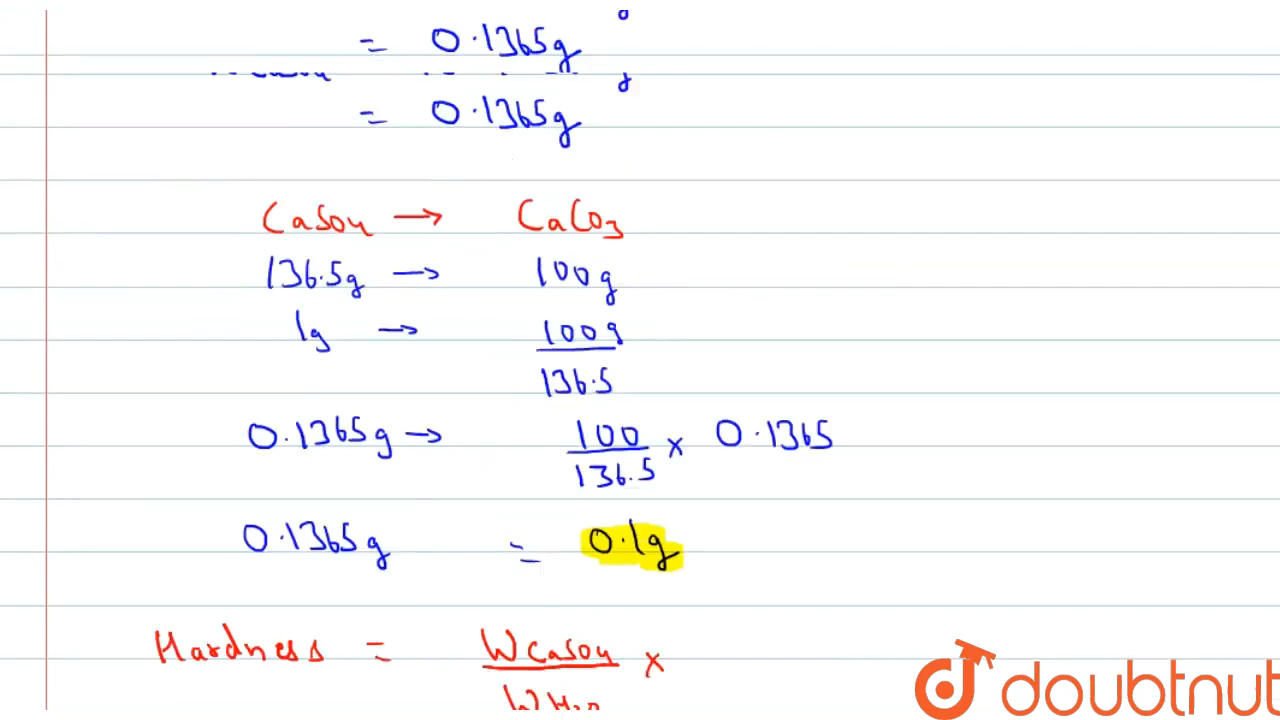 = 0.1365g
= 0.1365g
CaSO4 → CaCO3
136.5g → 100g
1g → 100g
136.5
0.1365g → 100 × 0.1365
136.5
0.1365g = 0.1g
Hardness = WCaSO4 ×
WH2O
doubtnut